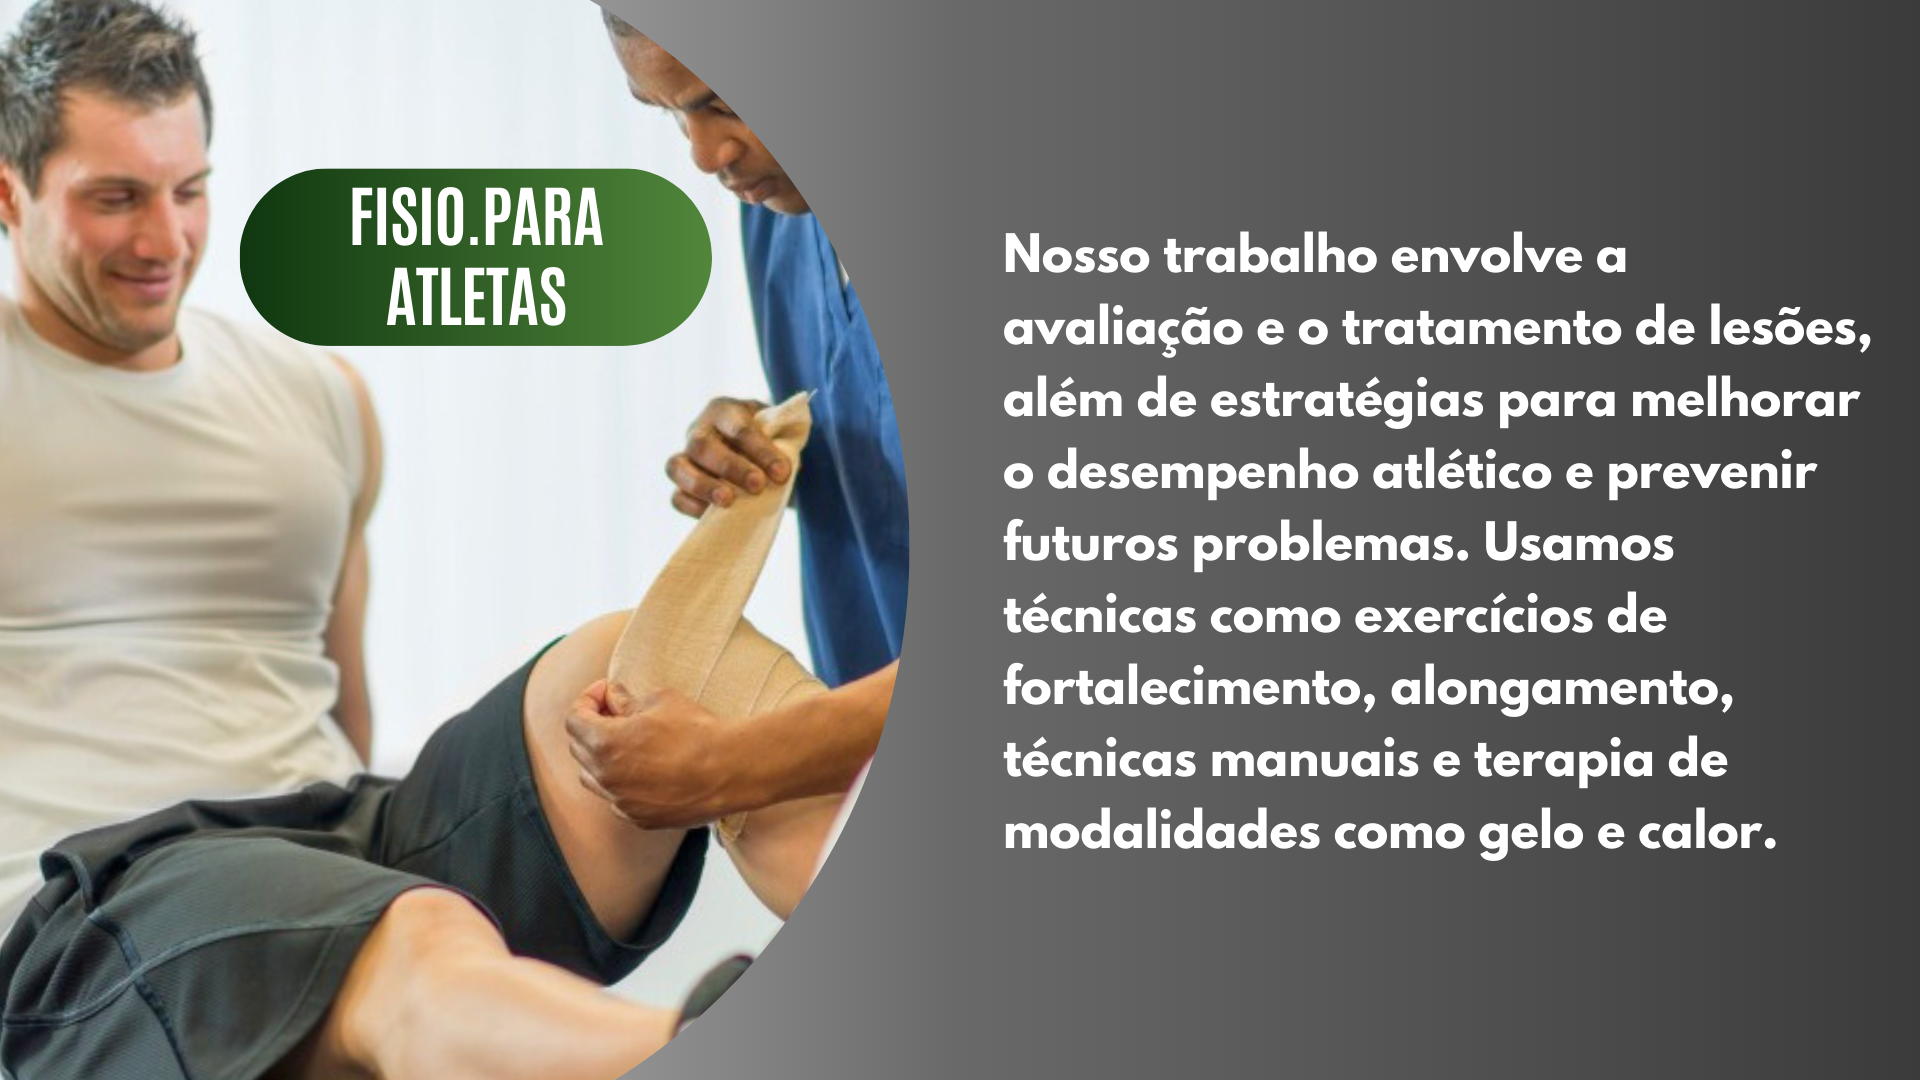 FISIO.PARA
ATLETAS
Nosso trabalho envolve a
avaliação e o tratamento de lesões,
além de estratégias para melhorar
o desempenho atlético e prevenir
futuros problemas. Usamos
técnicas como exercícios de
fortalecimento, alongamento,
técnicas manuais e terapia de
modalidades como gelo e calor.